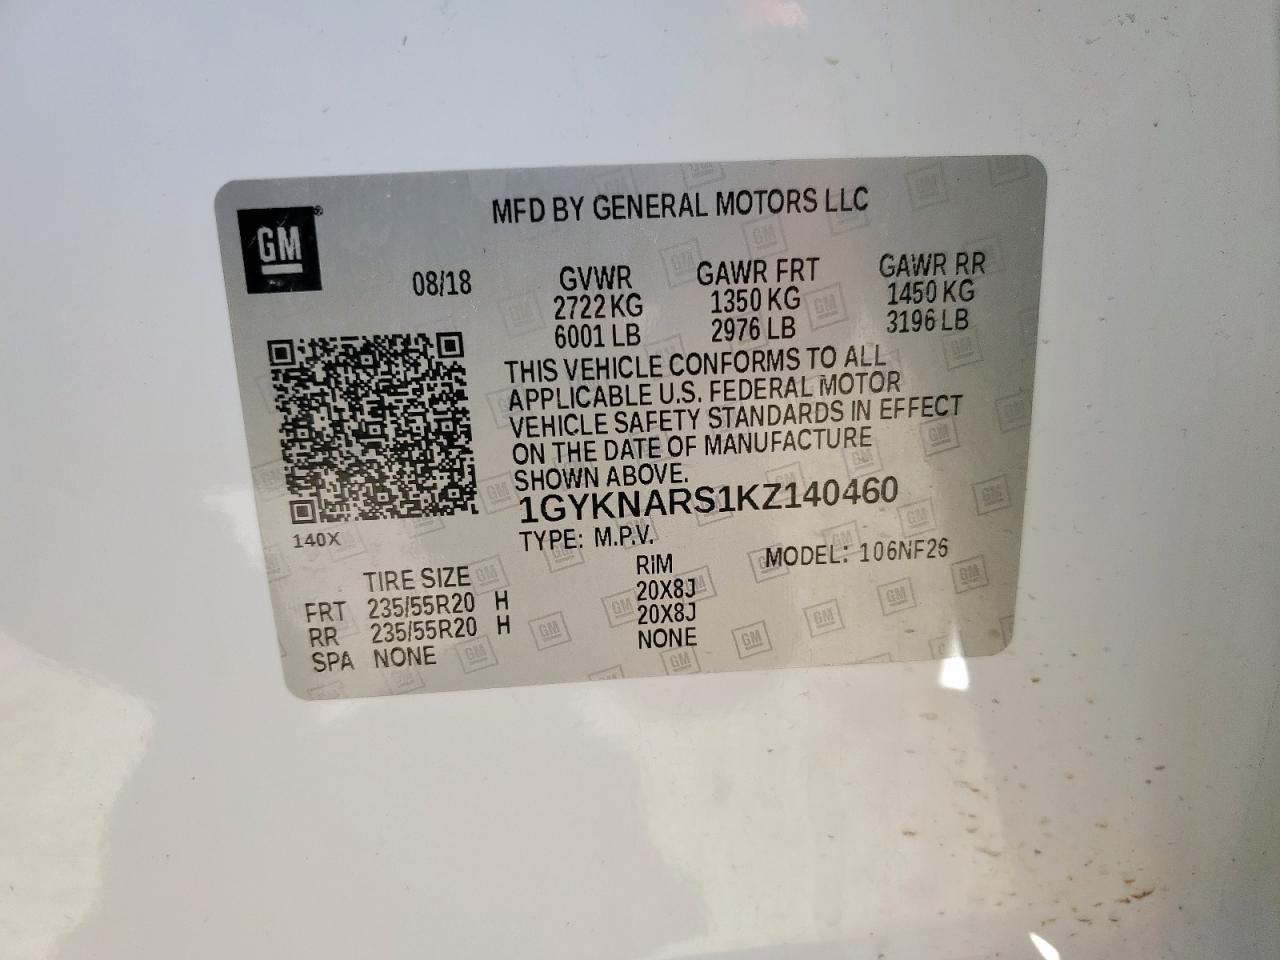 MFD BY GENERAL MOTORS LLC
GM®
08/18
GVWR GAWR FRT GAWR RR
2722 KG 1350 KG 1450 KG
6001 LB 2976 LB 3196 LB
THIS VEHICLE CONFORMS TO ALL
APPLICABLE U.S. FEDERAL MOTOR
VEHICLE SAFETY STANDARDS IN EFFECT
ON THE DATE OF MANUFACTURE
SHOWN ABOVE.
1GYKNARS1KZ140460
140X
TYPE: M.P.V. MODEL: 106NF26
TIRE SIZE RIM
FRT 235/55R20 H 20X8J
RR 235/55R20 H 20X8J
SPA NONE NONE